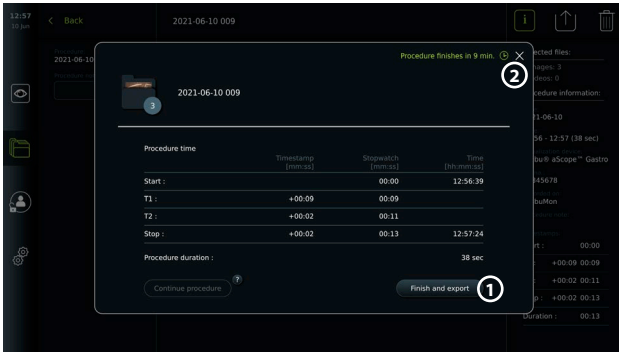 12:57
10 Jun
Back
2021-06-10 009
i
Procedure
2021-06-10
Procedure finishes in 9 min.
2
3
2021-06-10 009
Procedure time
Timestamp [mm:ss]
Stopwatch [mm:ss]
Time [hh:mm:ss]
Start : 00:00 12:56:39
T1 : +00:09 00:09
T2 : +00:02 00:11
Stop : +00:02 00:13 12:57:24
Procedure duration : 38 sec
Continue procedure
?
Finish and export
1
ected files:
mages: 3
deos: 0
cedure information:
21-06-10
56 - 12:57 (38 sec)
bu® aScope™ Gastro
345678
buMon
rt : 00:00
: +00:09 00:09
: +00:02 00:11
p : +00:02 00:13
Duration : 00:13